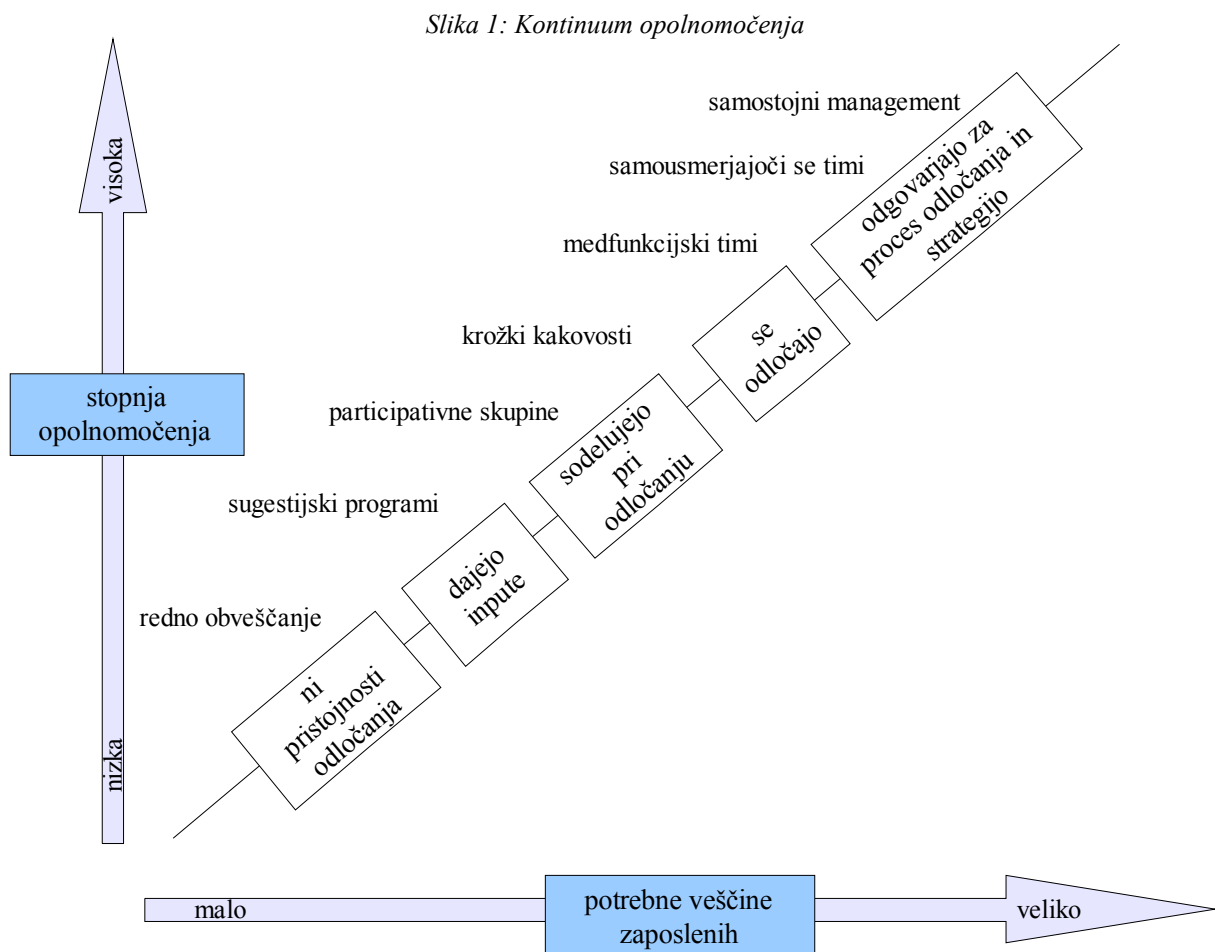 Slika 1: Kontinuum opolnomočenja
visoka
samostojni management
odgovarjajo za
proces odločanja in
strategijo
samousmerjajoči se timi
medfunkcijski timi
se
odločajo
krožki kakovosti
stopnja
opolnomočenja
participativne skupine
sodelujejo
pri
odločanju
sugestijski programi
dajejo
inpute
redno obveščanje
ni
pristojnosti
odločanja
nizka
malo
potrebne veščine
zaposlenih
veliko